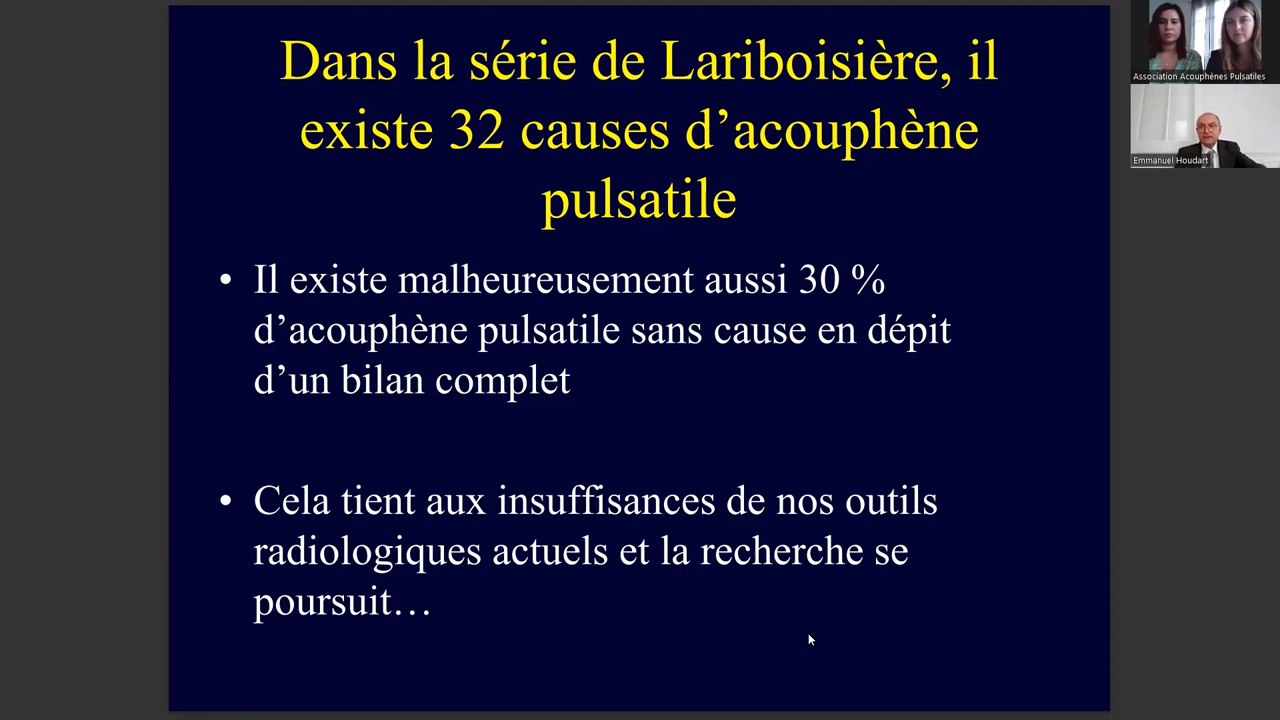 Dans la série de Lariboisière, il
existe 32 causes d’acouphène
pulsatile
• Il existe malheureusement aussi 30 %
d’acouphène pulsatile sans cause en dépit
d’un bilan complet
• Cela tient aux insuffisances de nos outils
radiologiques actuels et la recherche se
poursuit…
Association Acouphènes Pulsatiles
Emmanuel Houdart